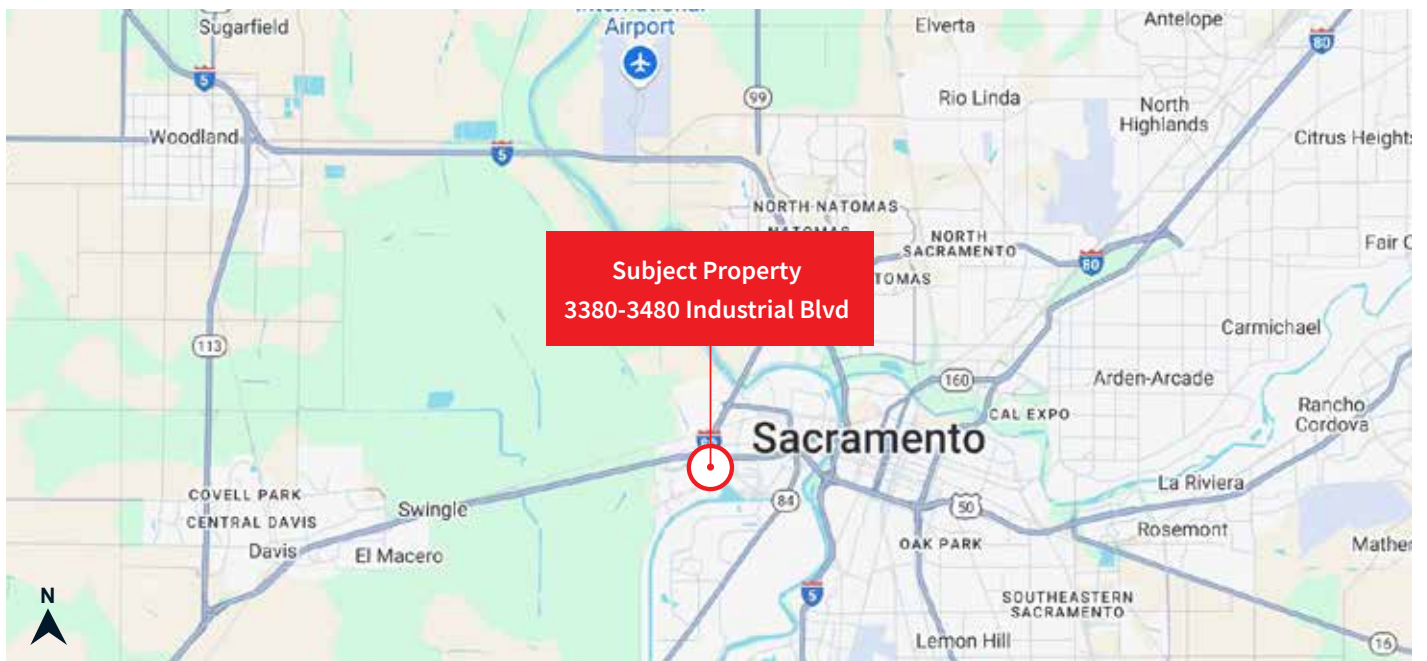 International
Airport
Sugarfield
Elverta
Antelope
80
5
99
Rio Linda
North
Highlands
Woodland
5
Citrus Heights
NORTH NATOMAS
NORTH
SACRAMENTO
Fair
80
Subject Property
3380-3480 Industrial Blvd
TOMAS
Carmichael
113
160
Arden-Arcade
CAL EXPO
Rancho
Cordova
Sacramento
La Riviera
COVELL PARK
CENTRAL DAVIS
Swingle
84
50
Rosemont
Davis
El Macero
OAK PARK
Mather
N
5
SOUTHEASTERN
SACRAMENTO
Lemon Hill
16